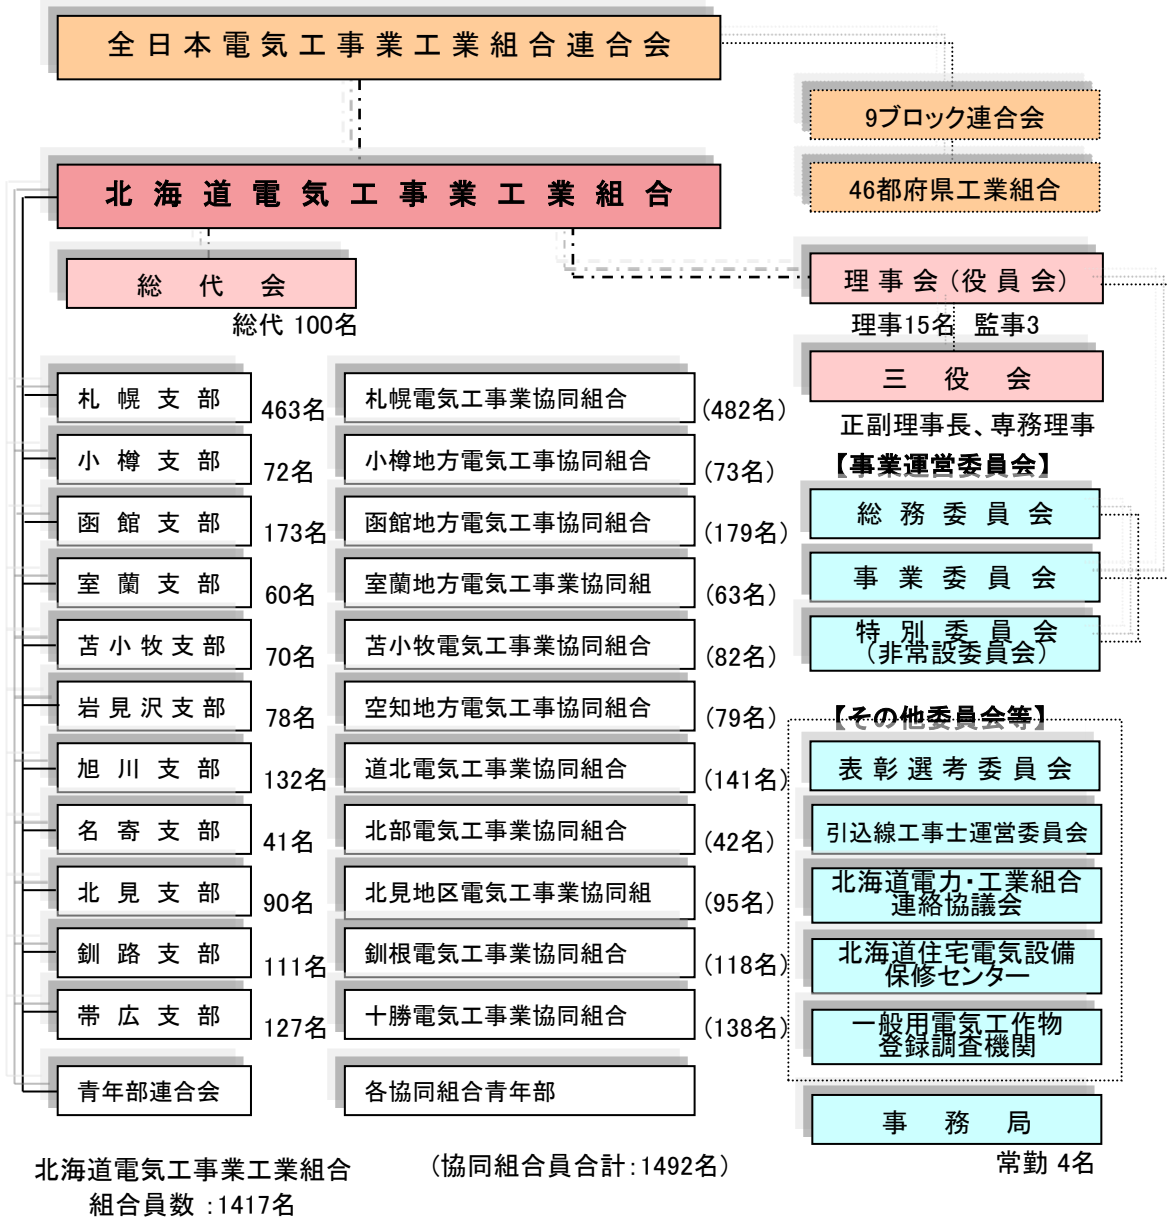 全日本電気工事業工業組合連合会
9ブロック連合会
46都府県工業組合
北海道電気工事業工業組合
総代会
総代 100名
理事会(役員会)
理事15名 監事3
三役会
正副理事長、専務理事
札幌支部 463名 札幌電気工事業協同組合 (482名)
小樽支部 72名 小樽地方電気工事協同組合 (73名)
函館支部 173名 函館地方電気工事協同組合 (179名)
室蘭支部 60名 室蘭地方電気工事業協同組 (63名)
苫小牧支部 70名 苫小牧電気工事業協同組合 (82名)
岩見沢支部 78名 空知地方電気工事協同組合 (79名)
旭川支部 132名 道北電気工事業協同組合 (141名)
名寄支部 41名 北部電気工事業協同組合 (42名)
北見支部 90名 北見地区電気工事業協同組 (95名)
釧路支部 111名 釧根電気工事業協同組合 (118名)
帯広支部 127名 十勝電気工事業協同組合 (138名)
青年部連合会 各協同組合青年部
【事業運営委員会】
総務委員会
事業委員会
特別委員会
(非常設委員会)
【その他委員会等】
表彰選考委員会
引込線工事士運営委員会
北海道電力・工業組合
連絡協議会
北海道住宅電気設備
保修センター
一般用電気工作物
登録調査機関
事務局
常勤 4名
北海道電気工事業工業組合
組合員数 :1417名
(協同組合員合計:1492名)